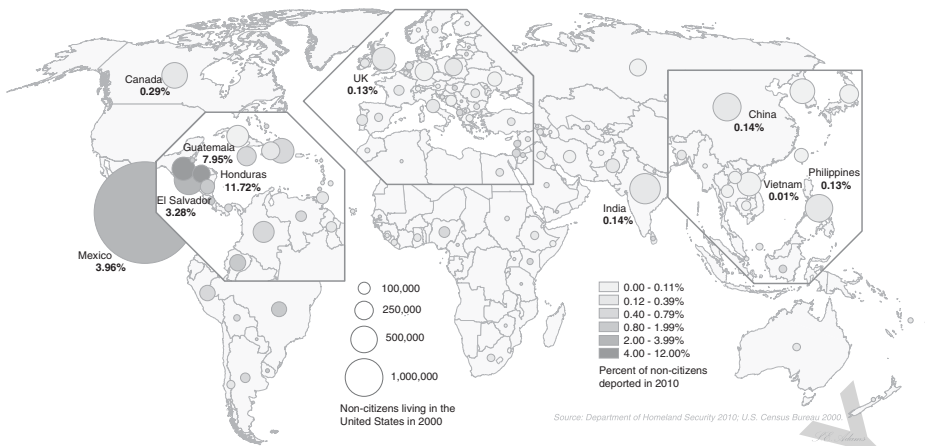 Canada
0.29%
UK
0.13%
China
0.14%
Guatemala
7.95%
Honduras
11.72%
El Salvador
3.28%
Mexico
3.96%
India
0.14%
Vietnam
0.01%
Philippines
0.13%
100,000
250,000
500,000
1,000,000
Non-citizens living in the
United States in 2000
0.00 - 0.11%
0.12 - 0.39%
0.40 - 0.79%
0.80 - 1.99%
2.00 - 3.99%
4.00 - 12.00%
Percent of non-citizens
deported in 2010
Source: Department of Homeland Security 2010; U.S. Census Bureau 2000.